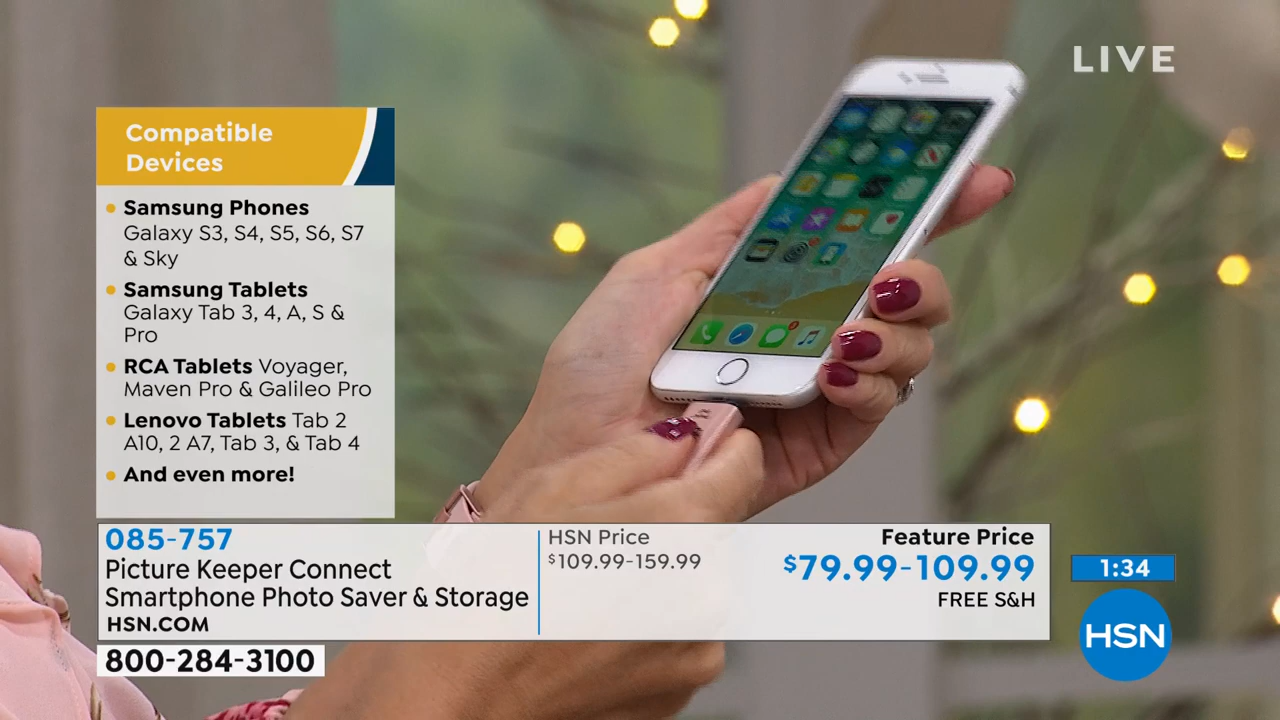 LIVE
Compatible
Devices
Samsung Phones
Galaxy S3, S4, S5, S6, S7
& Sky
Samsung Tablets
Galaxy Tab 3, 4, A, S &
Pro
RCA Tablets Voyager,
Maven Pro & Galileo Pro
Lenovo Tablets Tab 2
A10, 2 A7, Tab 3, & Tab 4
And even more!
085-757
Picture Keeper Connect
Smartphone Photo Saver & Storage
HSN.COM
800-284-3100
HSN Price
$109.99-159.99
Feature Price
$79.99-109.99
FREE S&H
1:34
HSN